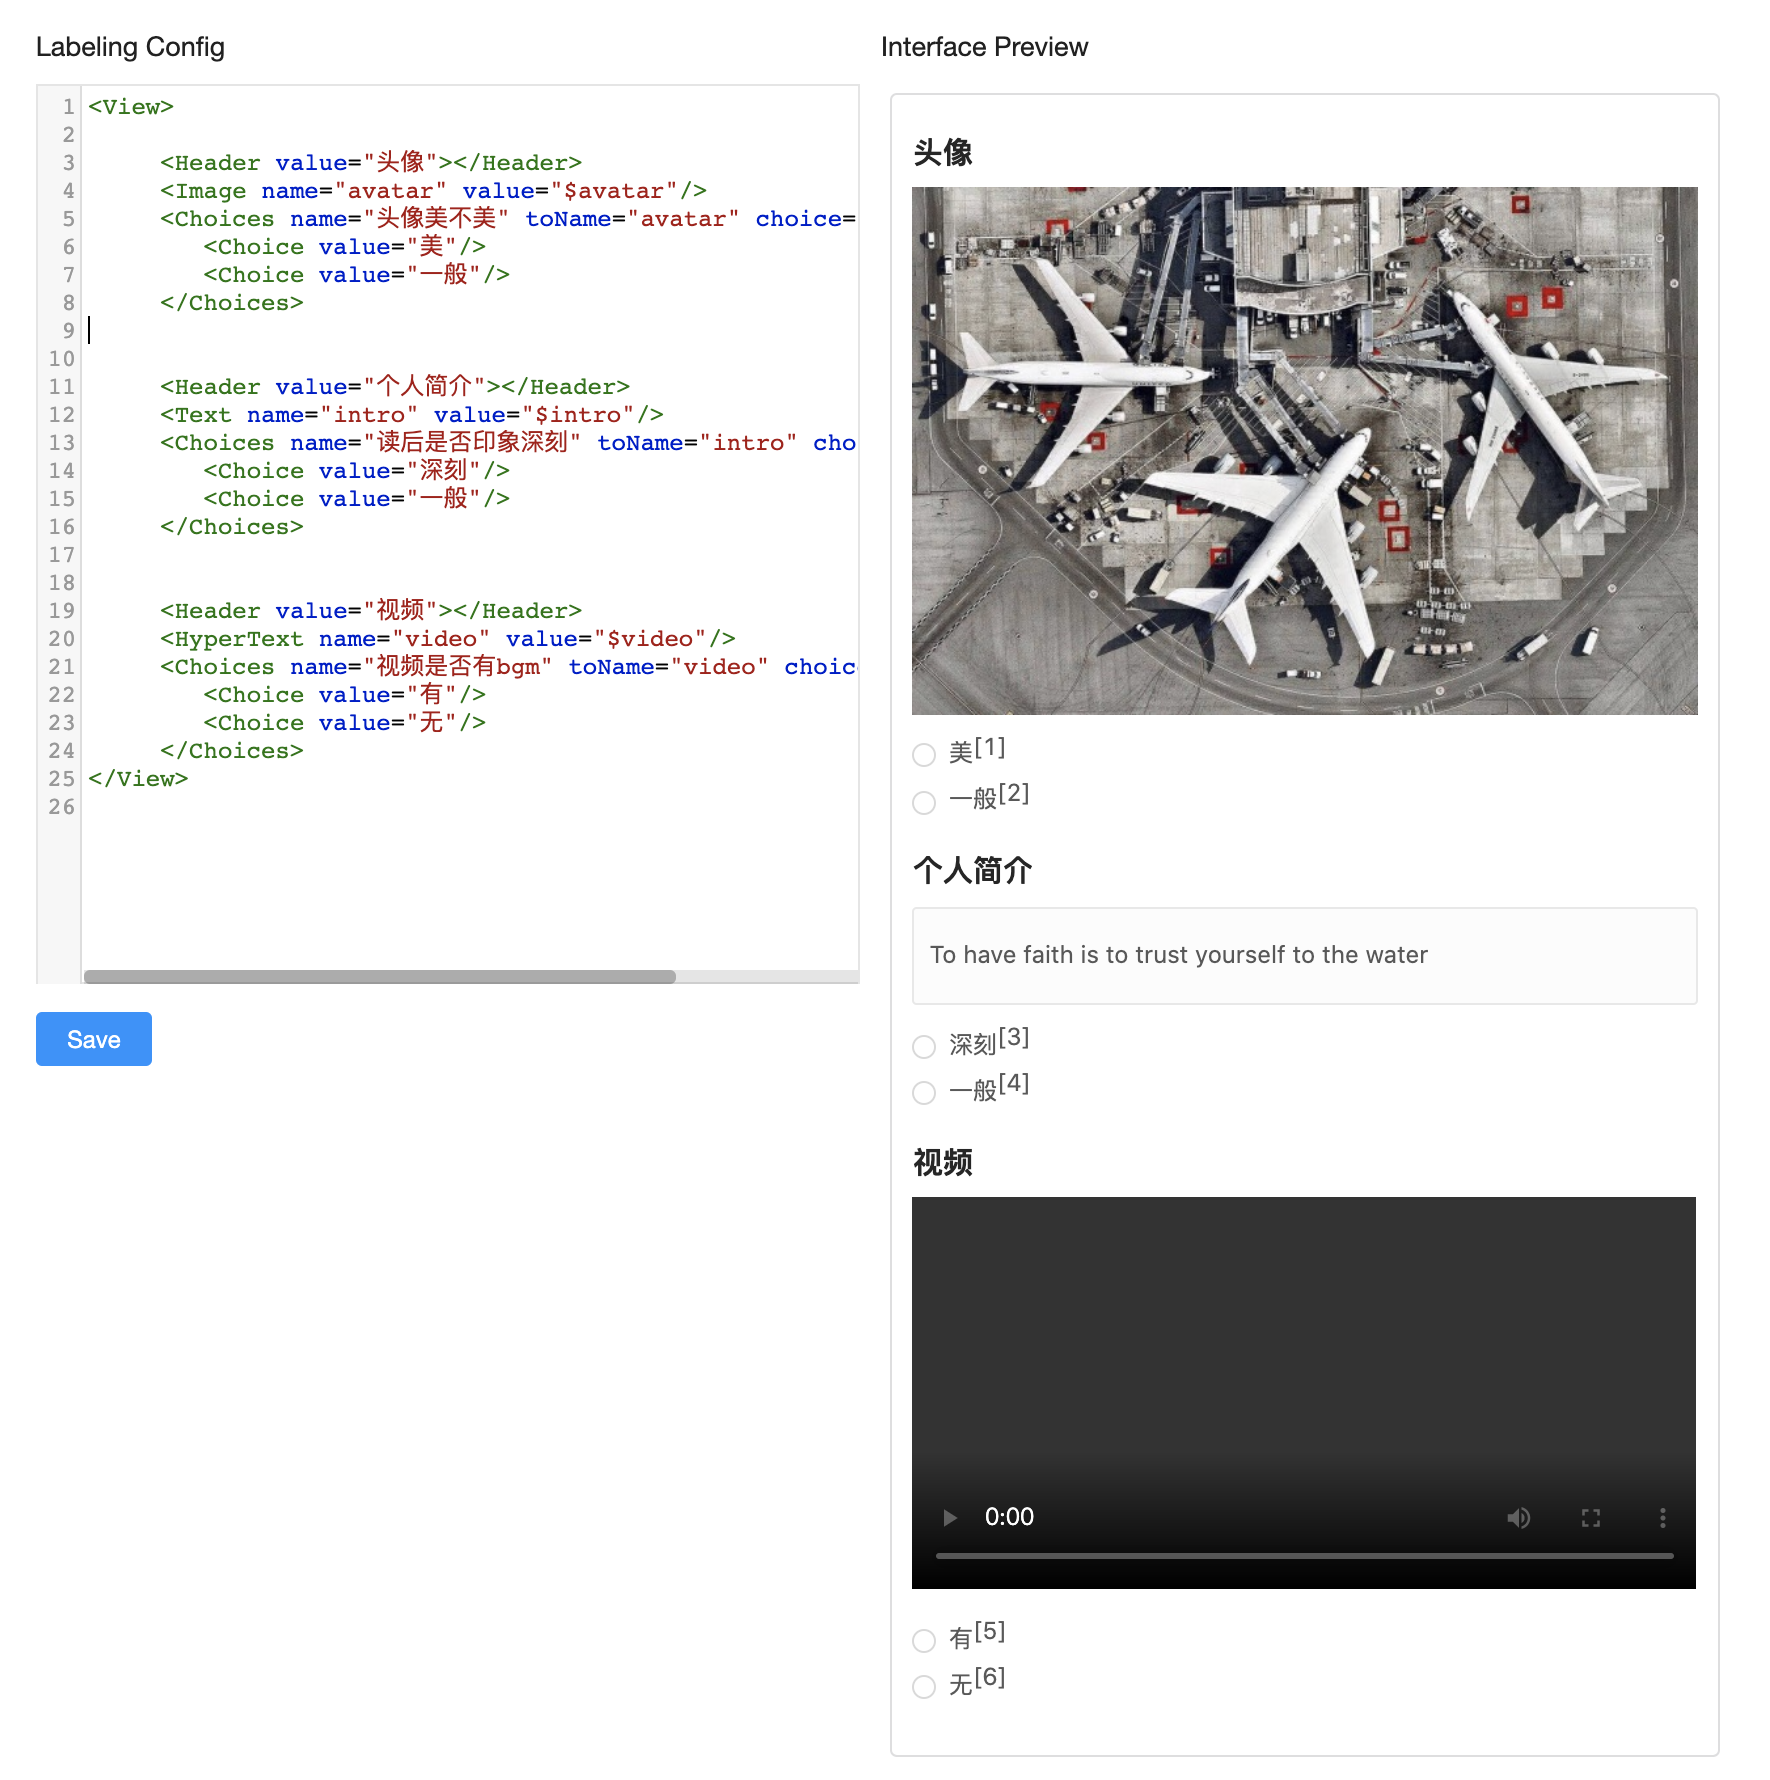 Labeling Config
1 <View>
2
3 <Header value="头像"></Header>
4 <Image name="avatar" value="$avatar"/>
5 <Choices name="头像美不美" toName="avatar" choice=
6 <Choice value="美"/>
7 <Choice value="一般"/>
8 </Choices>
9
10
11 <Header value="个人简介"></Header>
12 <Text name="intro" value="$intro"/>
13 <Choices name="读后是否印象深刻" toName="intro" cho
14 <Choice value="深刻"/>
15 <Choice value="一般"/>
16 </Choices>
17
18
19 <Header value="视频"></Header>
20 <HyperText name="video" value="$video"/>
21 <Choices name="视频是否有bgm" toName="video" choic
22 <Choice value="有"/>
23 <Choice value="无"/>
24 </Choices>
25 </View>
26
Save
Interface Preview
头像
美[1]
一般[2]
个人简介
To have faith is to trust yourself to the water
深刻[3]
一般[4]
视频
0:00
有[5]
无[6]